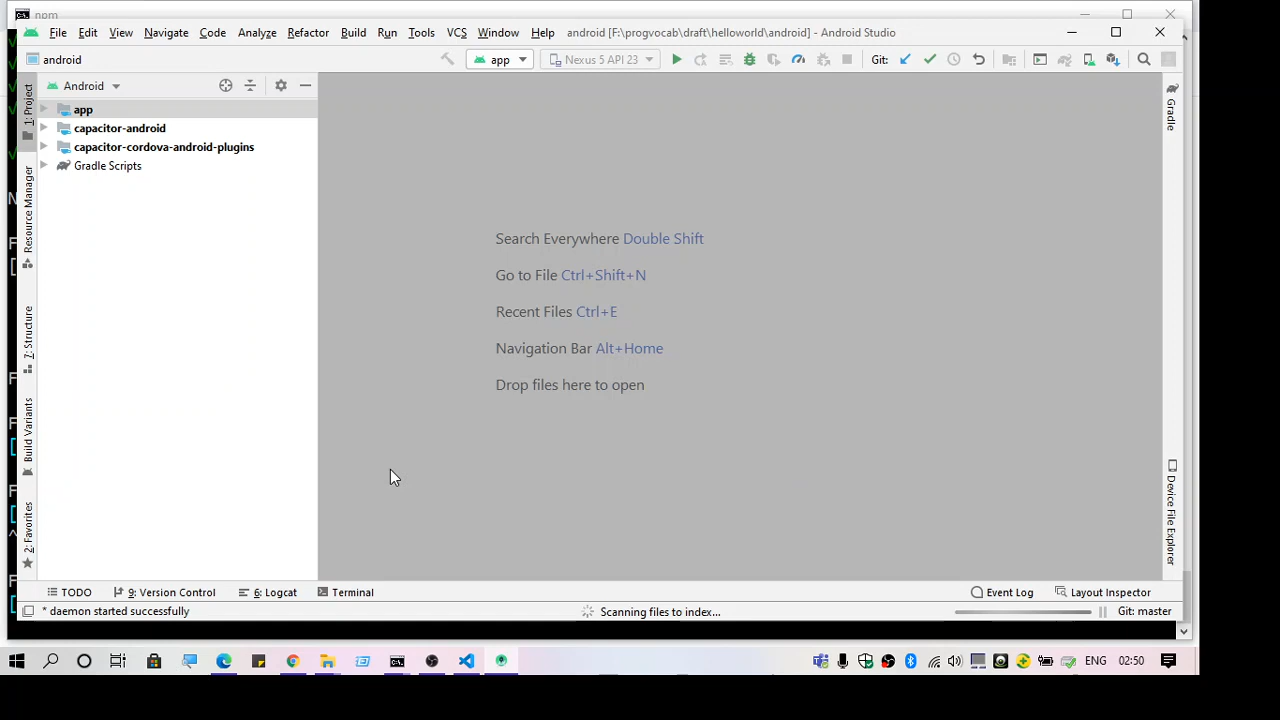 npm
File Edit View Navigate Code Analyze Refactor Build Run Tools VCS Window Help android [F:\progvocab\draft\helloworld\android] - Android Studio
android app Nexus 5 API 23 Git:
Android
1: Project
app
capacitor-android
capacitor-cordova-android-plugins
Gradle Scripts
Resource Manager
7: Structure
Build Variants
2: Favorites
Search Everywhere Double Shift
Go to File Ctrl+Shift+N
Recent Files Ctrl+E
Navigation Bar Alt+Home
Drop files here to open
Gradle
Device File Explorer
TODO 9: Version Control 6: Logcat Terminal Event Log Layout Inspector
* daemon started successfully Scanning files to index... Git: master
ENG 02:50